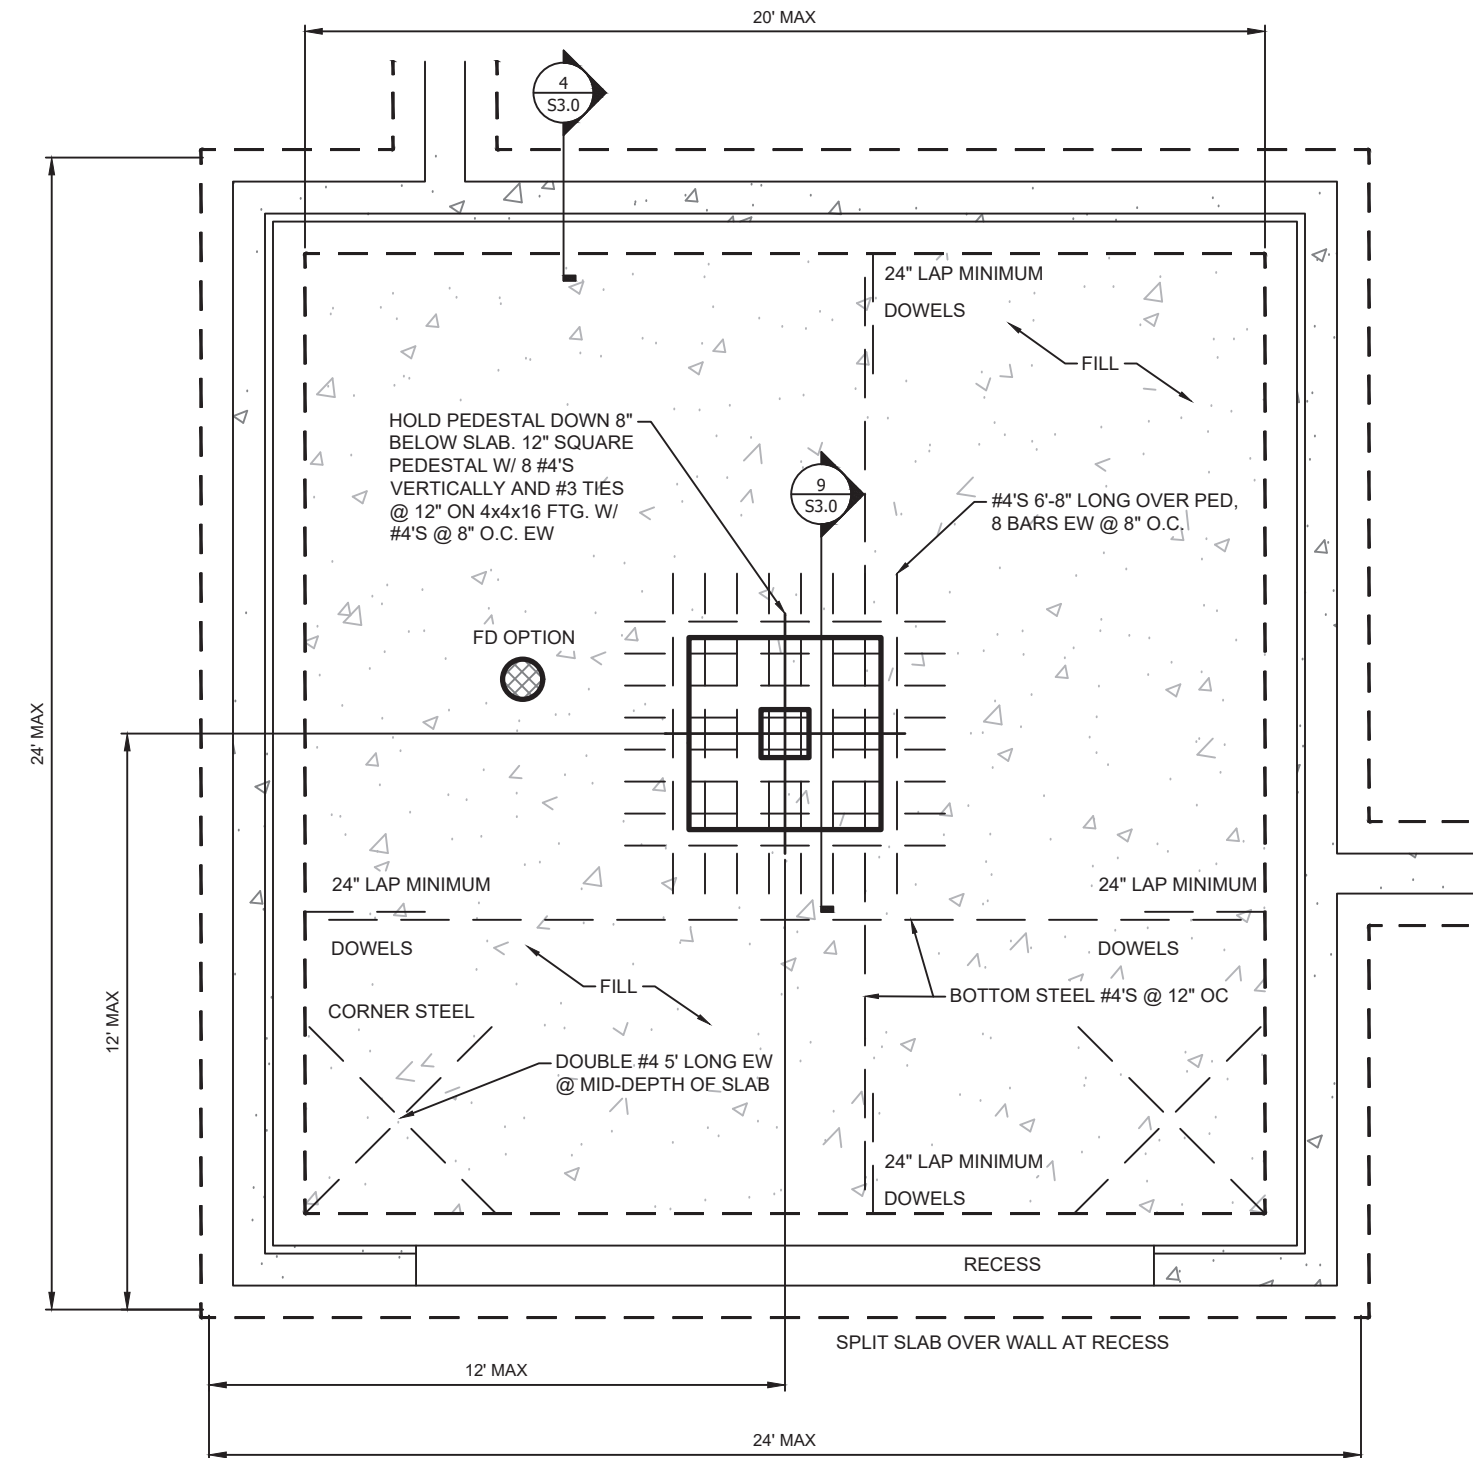 20' MAX
4
S3.0
24" LAP MINIMUM
DOWELS
FILL
HOLD PEDESTAL DOWN 8"
BELOW SLAB. 12" SQUARE
PEDESTAL W/ 8 #4'S
VERTICALLY AND #3 TIES
@ 12" ON 4x4x16 FTG. W/
#4'S @ 8" O.C. EW
9
S3.0
#4'S 6'-8" LONG OVER PED,
8 BARS EW @ 8" O.C.
FD OPTION
24' MAX
24" LAP MINIMUM
24" LAP MINIMUM
DOWELS
DOWELS
FILL
BOTTOM STEEL #4'S @ 12" OC
CORNER STEEL
12' MAX
DOUBLE #4 5' LONG EW
@ MID-DEPTH OF SLAB
24" LAP MINIMUM
DOWELS
RECESS
SPLIT SLAB OVER WALL AT RECESS
12' MAX
24' MAX